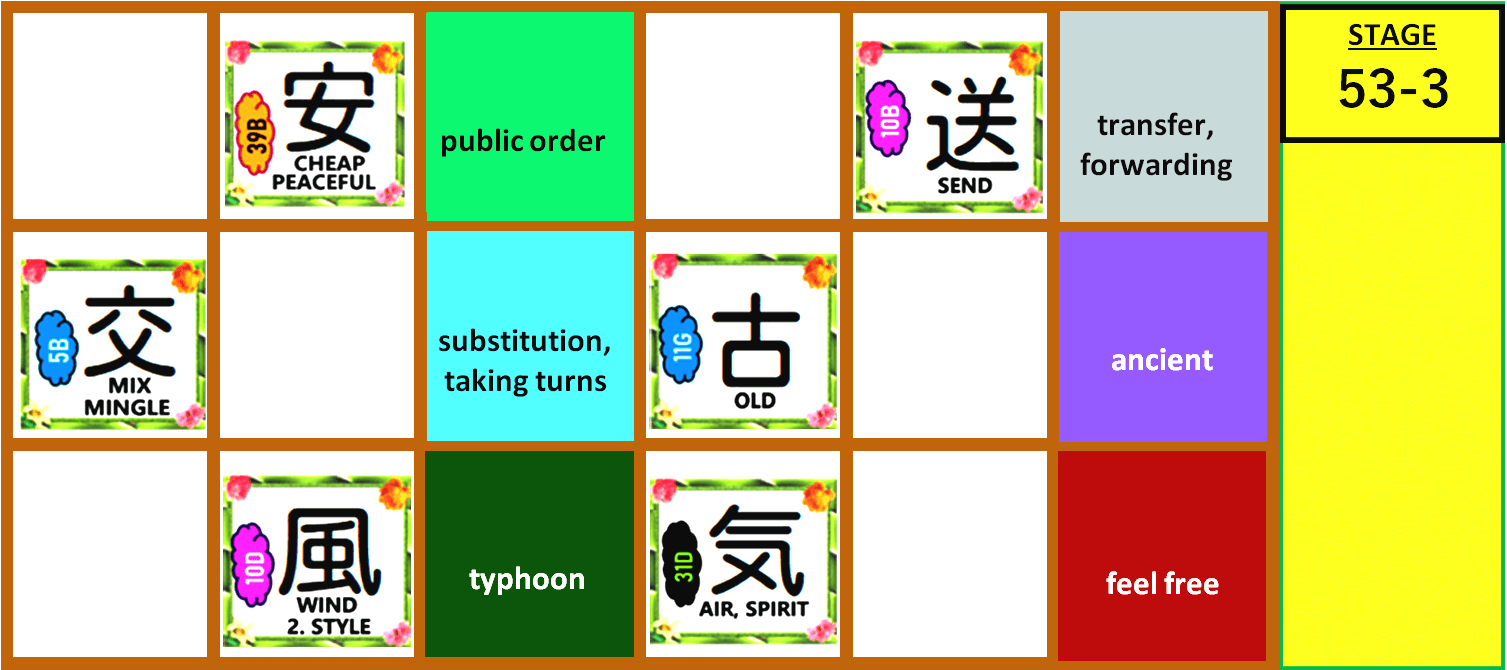 39B
安
CHEAP
PEACEFUL
public order
10B
送
SEND
transfer,
forwarding
STAGE
53-3
5B
交
MIX
MINGLE
substitution,
taking turns
11G
古
OLD
ancient
10D
風
WIND
2. STYLE
typhoon
31D
気
AIR, SPIRIT
feel free